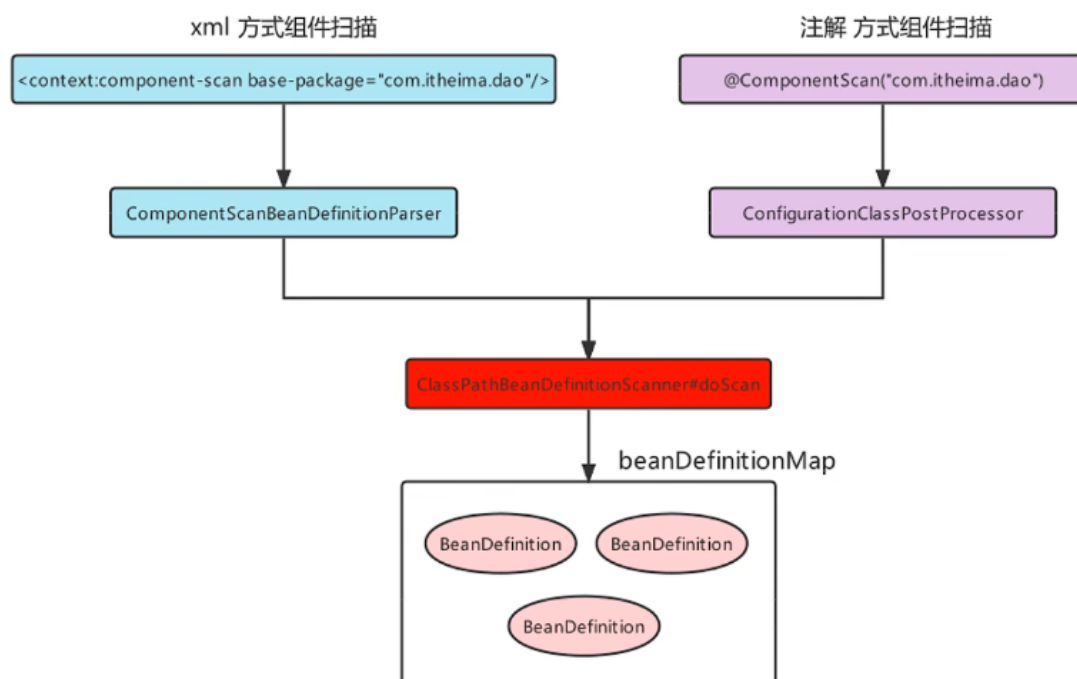 xml 方式组件扫描
注解 方式组件扫描
<context:component-scan base-package="com.itheima.dao"/>
@ComponentScan("com.itheima.dao")
ComponentScanBeanDefinitionParser
ConfigurationClassPostProcessor
ClassPathBeanDefinitionScanner#doScan
beanDefinitionMap
BeanDefinition
BeanDefinition
BeanDefinition